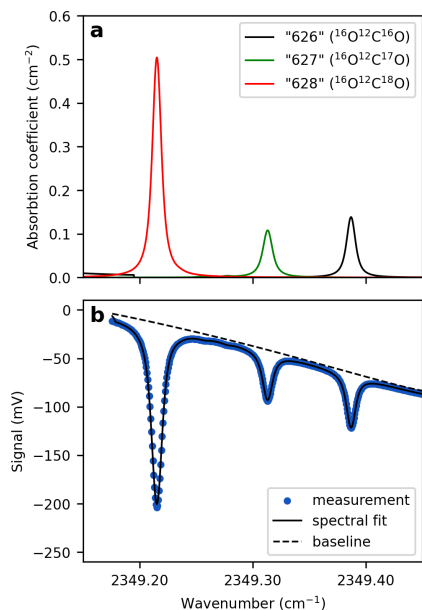 a
"626" (¹⁶O¹²C¹⁶O)
"627" (¹⁶O¹²C¹⁷O)
"628" (¹⁶O¹²C¹⁸O)
Absorbtion coefficient (cm⁻²)
0.6
0.5
0.4
0.3
0.2
0.1
0.0
b
Signal (mV)
0
−50
−100
−150
−200
−250
measurement
spectral fit
baseline
2349.20
2349.30
2349.40
Wavenumber (cm⁻¹)